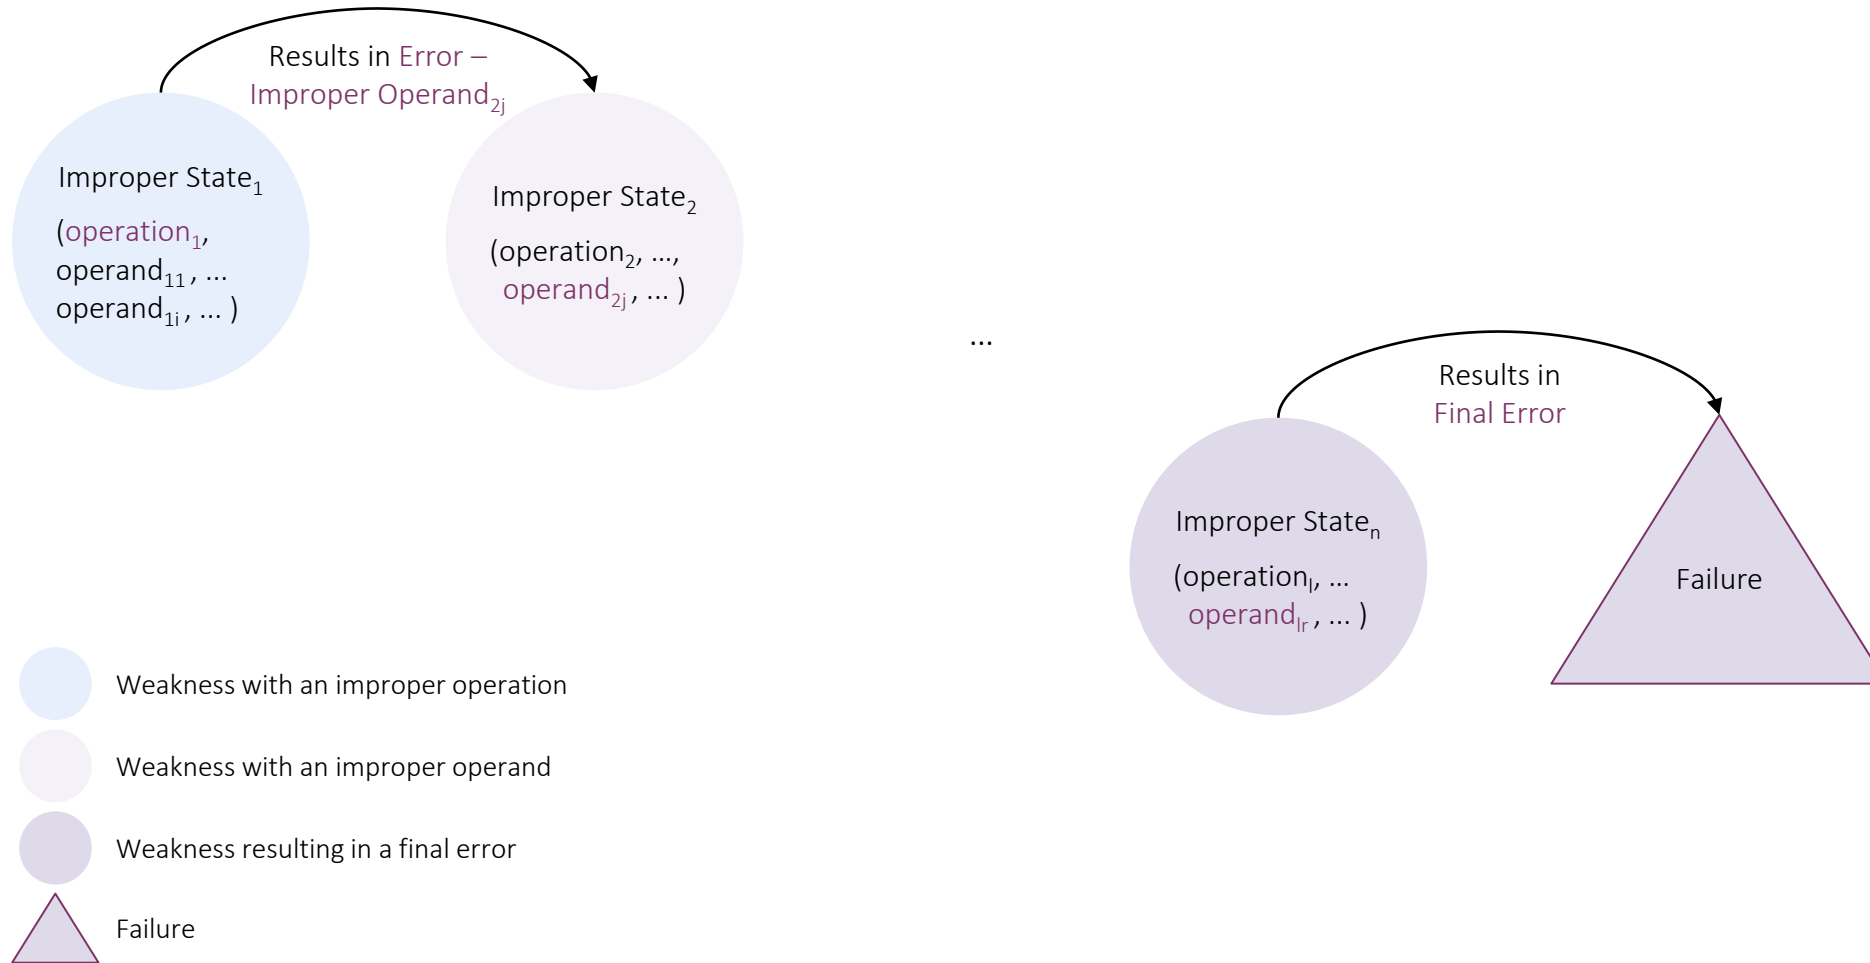 Results in Error –
Improper Operand2j
Improper State1
(operation1,
operand11, ...
operand1i, ... )
Improper State2
(operation2, ...,
operand2j, ... )
...
Results in
Final Error
Improper Staten
(operationl, ...
operandlr, ... )
Failure
Weakness with an improper operation
Weakness with an improper operand
Weakness resulting in a final error
Failure